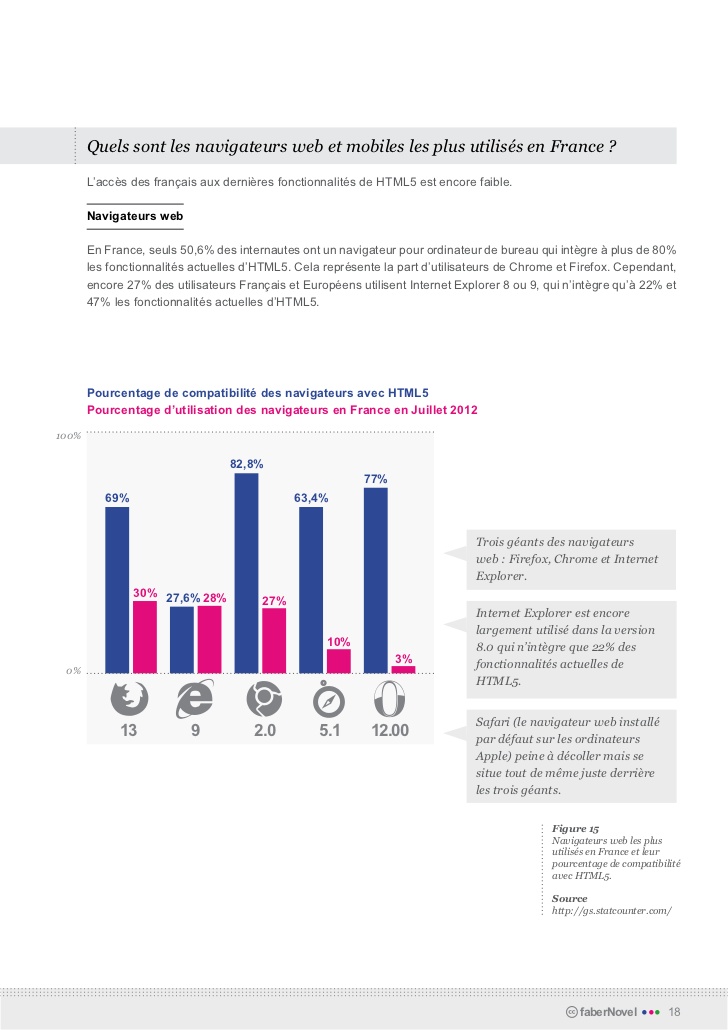 Quels sont les navigateurs web et mobiles les plus utilisés en France ?
L’accès des français aux dernières fonctionnalités de HTML5 est encore faible.
Navigateurs web
En France, seuls 50,6% des internautes ont un navigateur pour ordinateur de bureau qui intègre à plus de 80%
les fonctionnalités actuelles d’HTML5. Cela représente la part d’utilisateurs de Chrome et Firefox. Cependant,
encore 27% des utilisateurs Français et Européens utilisent Internet Explorer 8 ou 9, qui n’intègre qu’à 22% et
47% les fonctionnalités actuelles d’HTML5.
Pourcentage de compatibilité des navigateurs avec HTML5
Pourcentage d’utilisation des navigateurs en France en Juillet 2012
100%
82,8%
77%
69%
63,4%
30%
27,6% 28%
27%
10%
3%
0%
13
9
2.0
5.1
12.00
Trois géants des navigateurs
web : Firefox, Chrome et Internet
Explorer.
Internet Explorer est encore
largement utilisé dans la version
8.0 qui n’intègre que 22% des
fonctionnalités actuelles de
HTML5.
Safari (le navigateur web installé
par défaut sur les ordinateurs
Apple) peine à décoller mais se
situe tout de même juste derrière
les trois géants.
Figure 15
Navigateurs web les plus
utilisés en France et leur
pourcentage de compatibilité
avec HTML5.
Source
http://gs.statcounter.com/
cc faberNovel 18